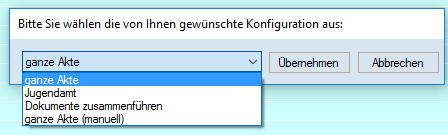 Bitte Sie wählen die von Ihnen gewünschte Konfiguration aus:
ganze Akte
Übernehmen
Abbrechen
ganze Akte
Jugendamt
Dokumente zusammenführen
ganze Akte (manuell)